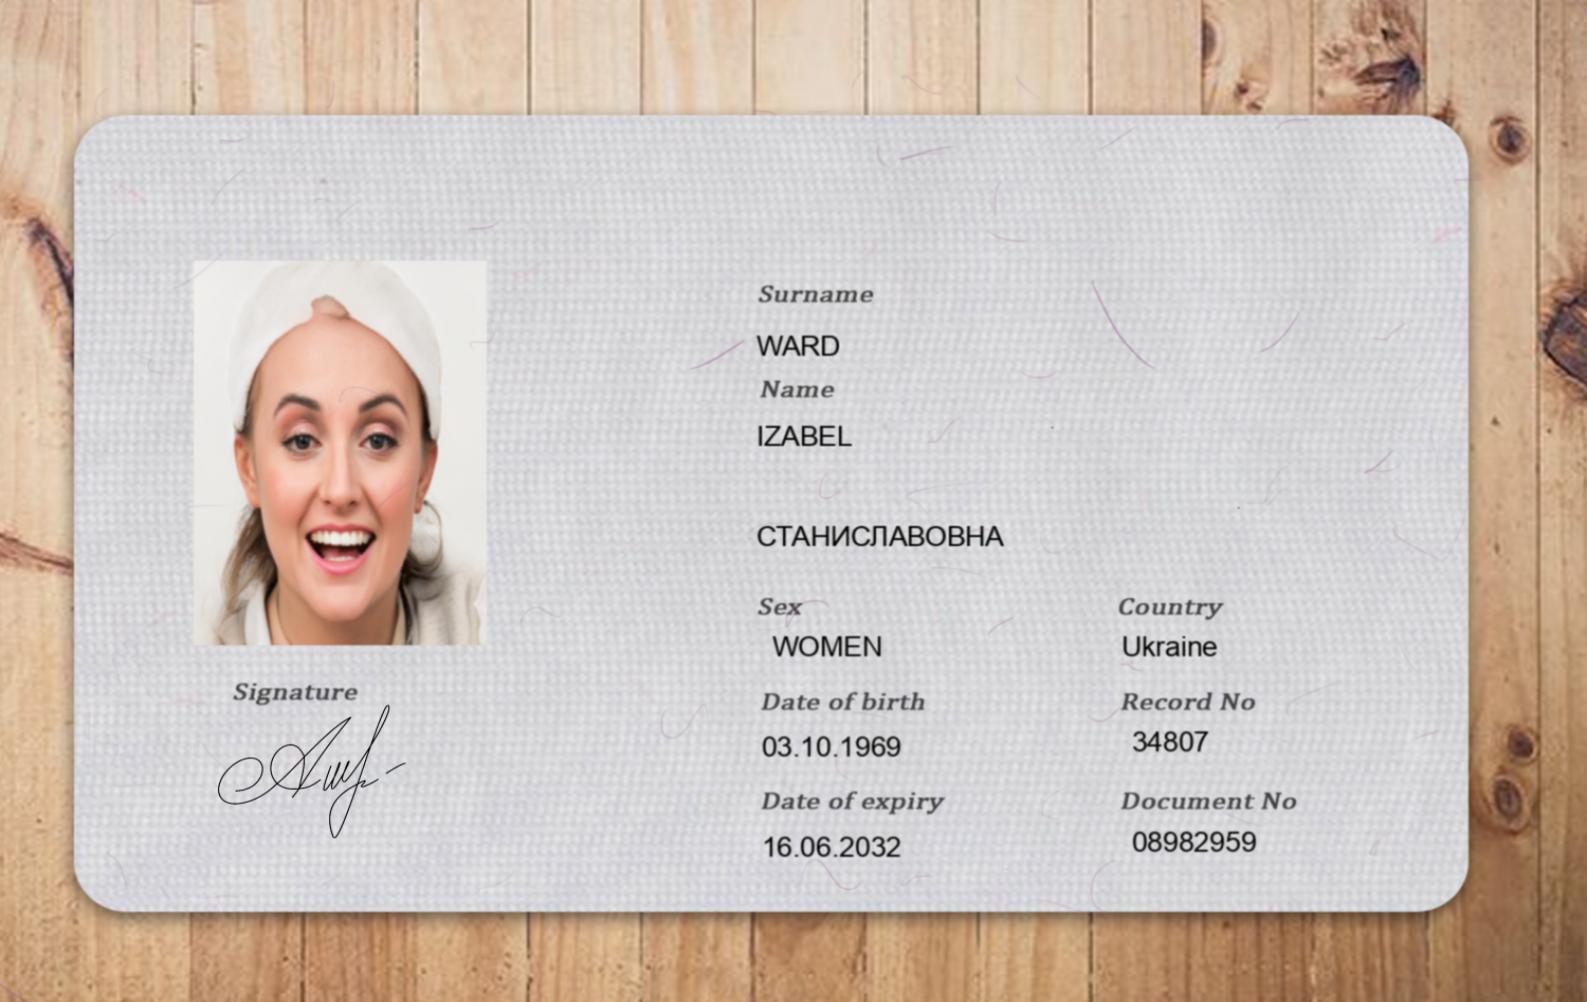 Surname
WARD
Name
IZABEL
СТАНИСЛАВОВНА
Sex Country
WOMEN Ukraine
Date of birth Record No
03.10.1969 34807
Date of expiry Document No
16.06.2032 08982959
Signature